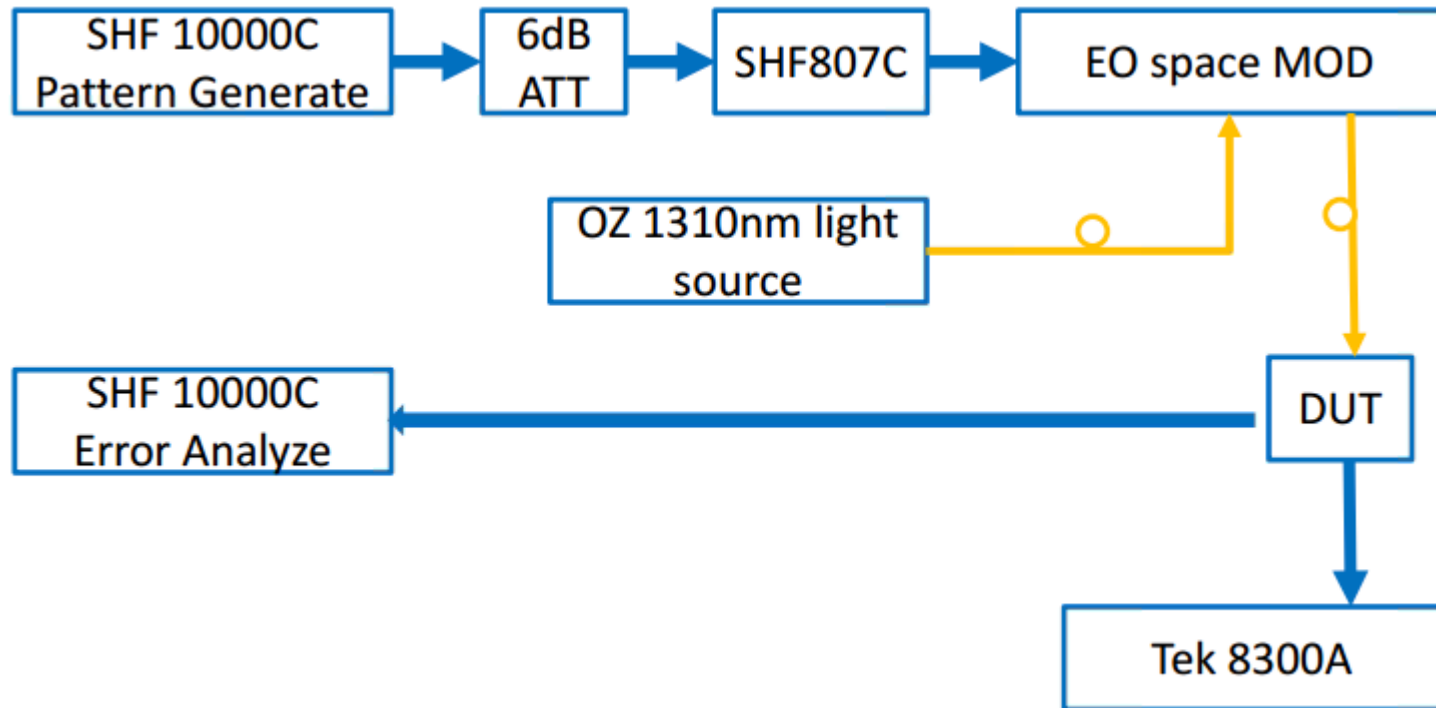 SHF 10000C
Pattern Generate
6dB
ATT
SHF807C
EO space MOD
OZ 1310nm light
source
SHF 10000C
Error Analyze
DUT
Tek 8300A